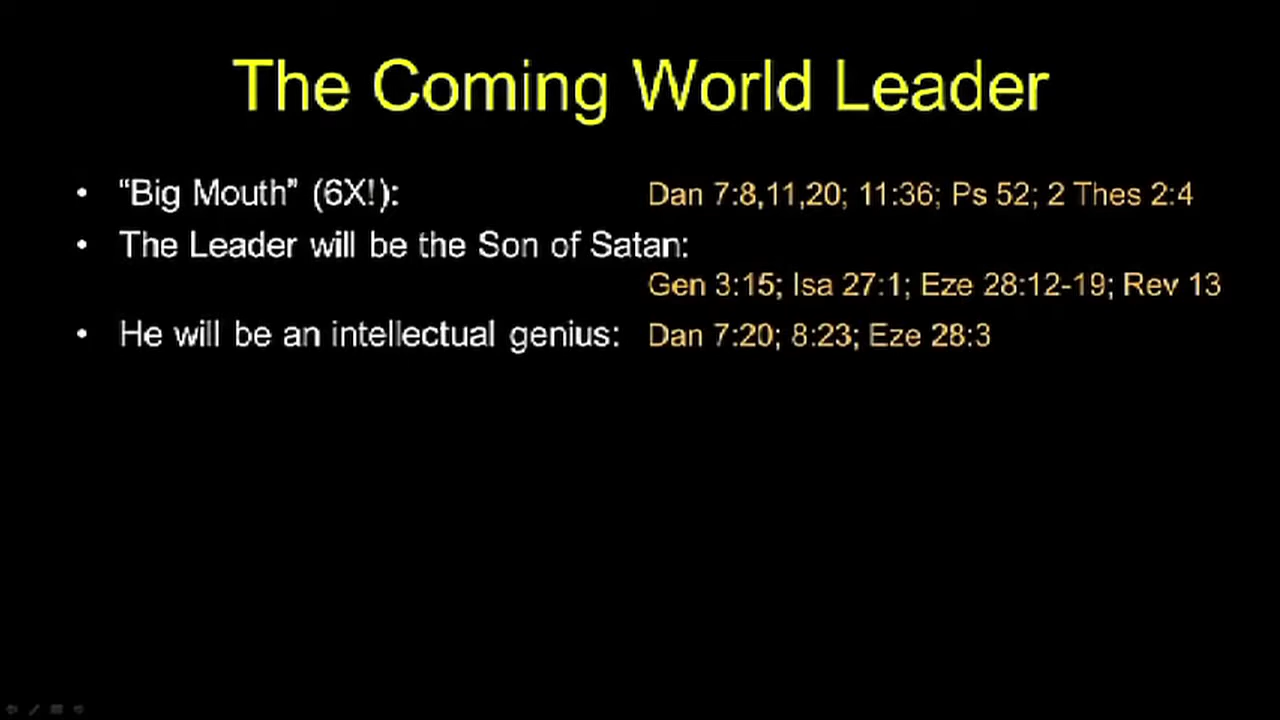 The Coming World Leader
• “Big Mouth” (6X!): Dan 7:8,11,20; 11:36; Ps 52; 2 Thes 2:4
• The Leader will be the Son of Satan:
Gen 3:15; Isa 27:1; Eze 28:12-19; Rev 13
• He will be an intellectual genius: Dan 7:20; 8:23; Eze 28:3